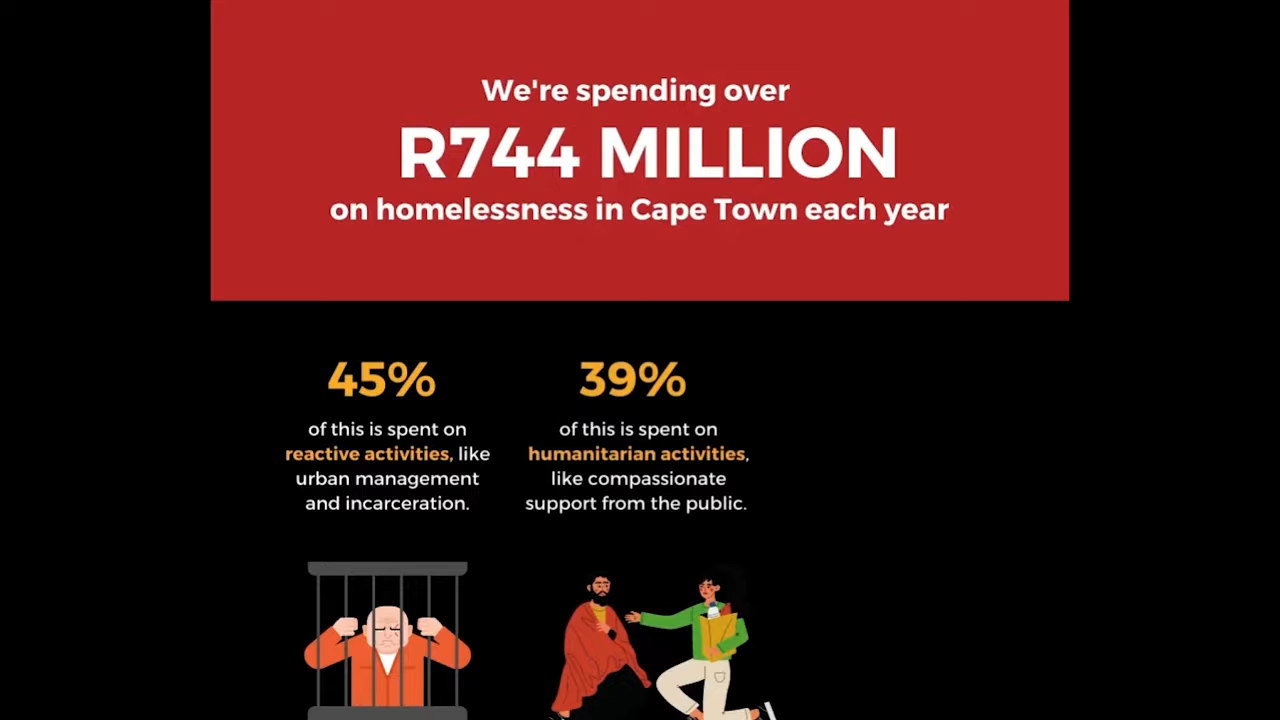 We're spending over
R744 MILLION
on homelessness in Cape Town each year
45%
of this is spent on
reactive activities, like
urban management
and incarceration.
39%
of this is spent on
humanitarian activities,
like compassionate
support from the public.